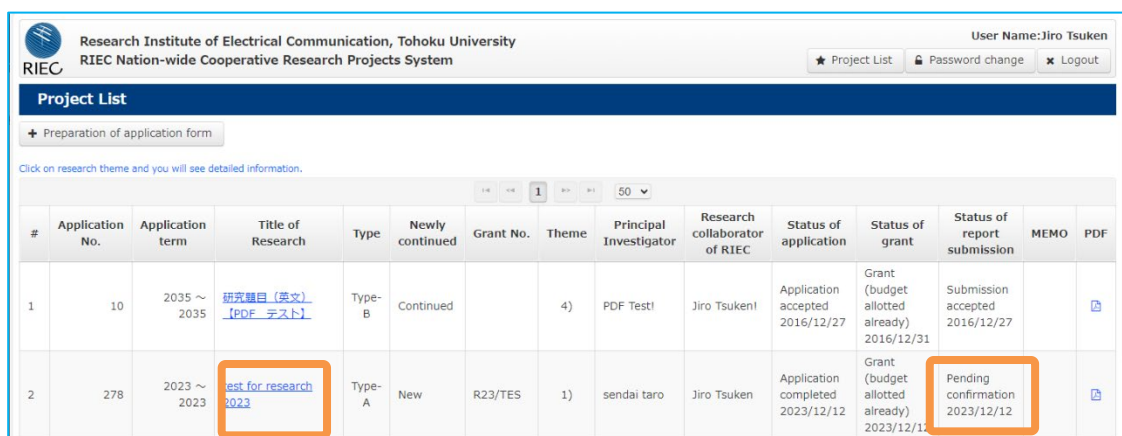 Research Institute of Electrical Communication, Tohoku University
RIEC Nation-wide Cooperative Research Projects System
RIEC
User Name:Jiro Tsuken
Project List
Password change
Logout
Project List
Preparation of application form
Click on research theme and you will see detailed information.
1
50
#
Application No.
Application term
Title of Research
Type
Newly continued
Grant No.
Theme
Principal Investigator
Research collaborator of RIEC
Status of application
Status of grant
Status of report submission
MEMO
PDF
1
10
2035 ~
2035
研究題目（英文）
【PDF テスト】
Type-
B
Continued
4)
PDF Test!
Jiro Tsuken!
Application
accepted
2016/12/27
Grant
(budget
allotted
already)
2016/12/31
Submission
accepted
2016/12/27
2
278
2023 ~
2023
test for research
2023
Type-
A
New
R23/TES
1)
sendai taro
Jiro Tsuken
Application
completed
2023/12/12
Grant
(budget
allotted
already)
2023/12/12
Pending
confirmation
2023/12/12